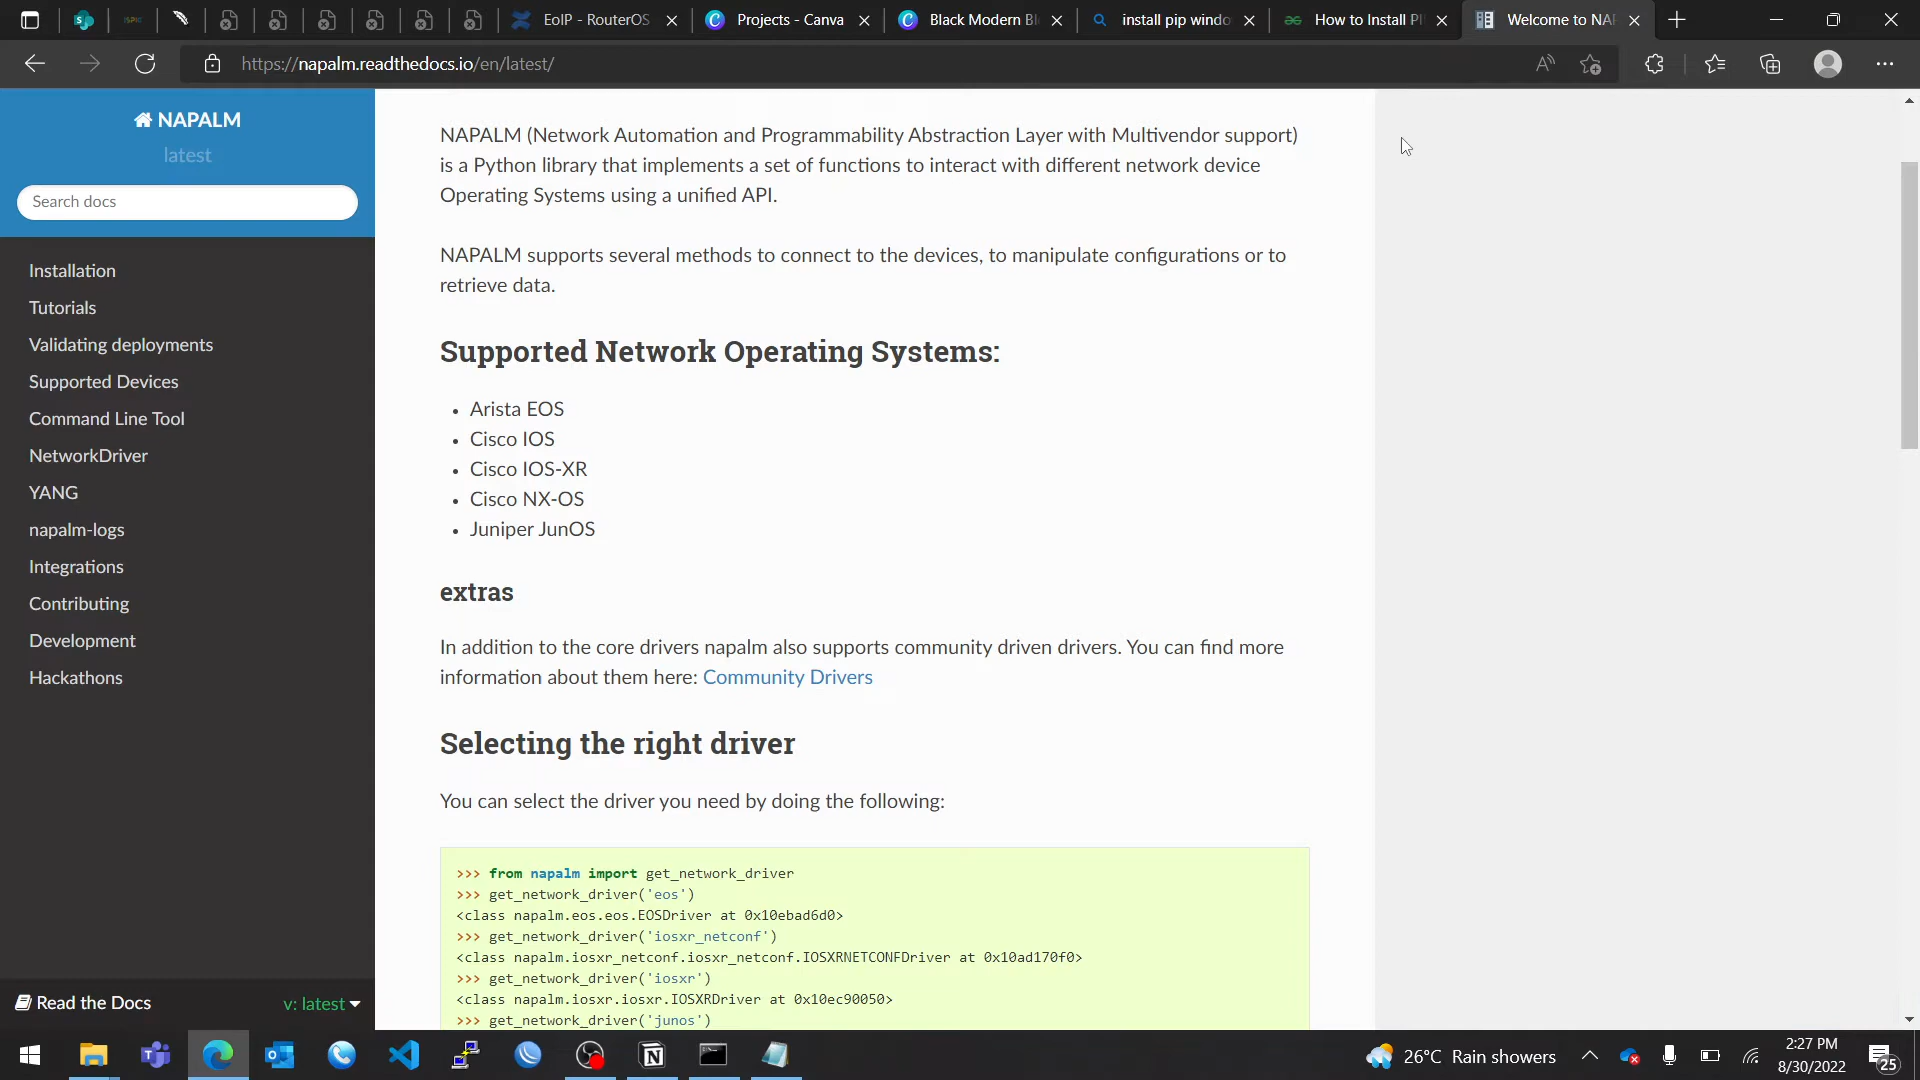 EoIP - RouterOS
Projects - Canva
Black Modern Bl
install pip windo
How to Install PI
Welcome to NAP
https://napalm.readthedocs.io/en/latest/
NAPALM
latest
Search docs
Installation
Tutorials
Validating deployments
Supported Devices
Command Line Tool
NetworkDriver
YANG
napalm-logs
Integrations
Contributing
Development
Hackathons
Read the Docs
v: latest
NAPALM (Network Automation and Programmability Abstraction Layer with Multivendor support)
is a Python library that implements a set of functions to interact with different network device
Operating Systems using a unified API.
NAPALM supports several methods to connect to the devices, to manipulate configurations or to
retrieve data.
Supported Network Operating Systems:
• Arista EOS
• Cisco IOS
• Cisco IOS-XR
• Cisco NX-OS
• Juniper JunOS
extras
In addition to the core drivers napalm also supports community driven drivers. You can find more
information about them here: Community Drivers
Selecting the right driver
You can select the driver you need by doing the following:
>>> from napalm import get_network_driver
>>> get_network_driver('eos')
<class napalm.eos.eos.EOSDriver at 0x10ebad6d0>
>>> get_network_driver('iosxr_netconf')
<class napalm.iosxr_netconf.iosxr_netconf.IOSXRNETCONFDriver at 0x10ad170f0>
>>> get_network_driver('iosxr')
<class napalm.iosxr.iosxr.IOSXRDriver at 0x10ec90050>
>>> get_network_driver('junos')
26°C Rain showers
2:27 PM
8/30/2022
25